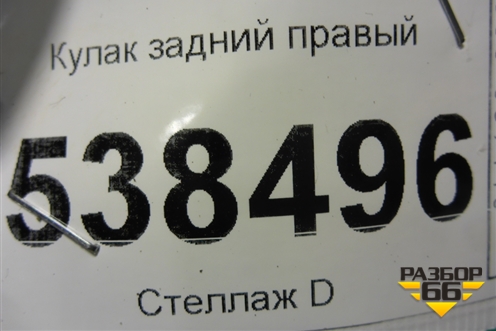 Кулак задний правый
538496
Стеллаж D
РАЗБОР
66